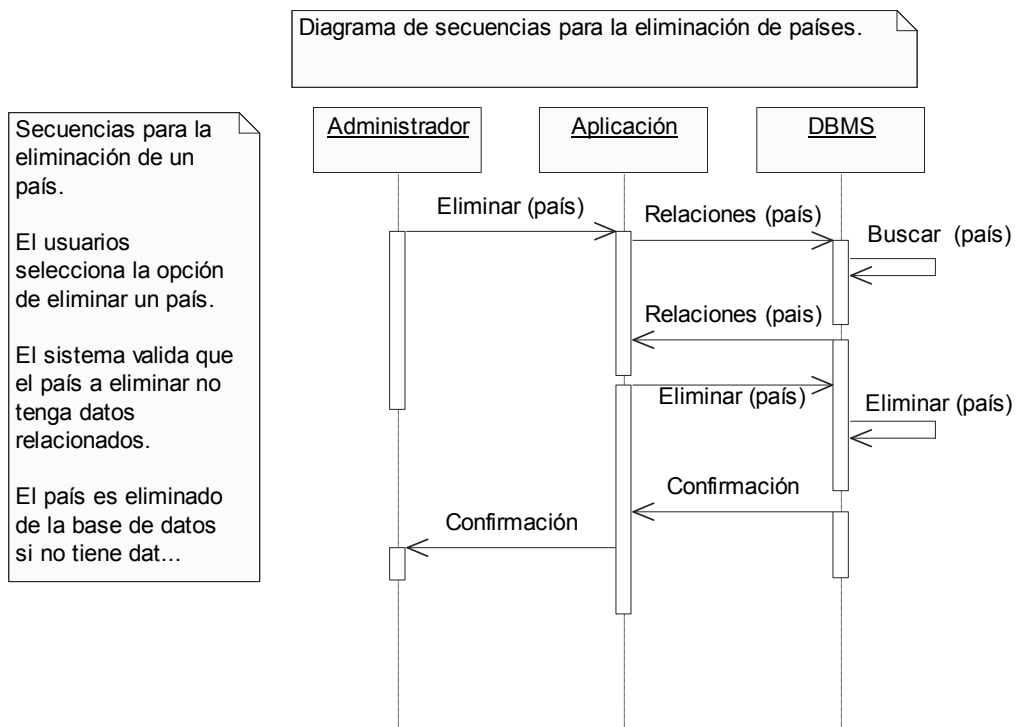 Diagrama de secuencias para la eliminación de países.
Secuencias para la
eliminación de un
país.
El usuarios
selecciona la opción
de eliminar un país.
El sistema valida que
el país a eliminar no
tenga datos
relacionados.
El país es eliminado
de la base de datos
si no tiene dat...
Administrador
Aplicación
DBMS
Eliminar (país)
Relaciones (país)
Buscar (país)
Relaciones (pais)
Eliminar (país)
Eliminar (país)
Confirmación
Confirmación